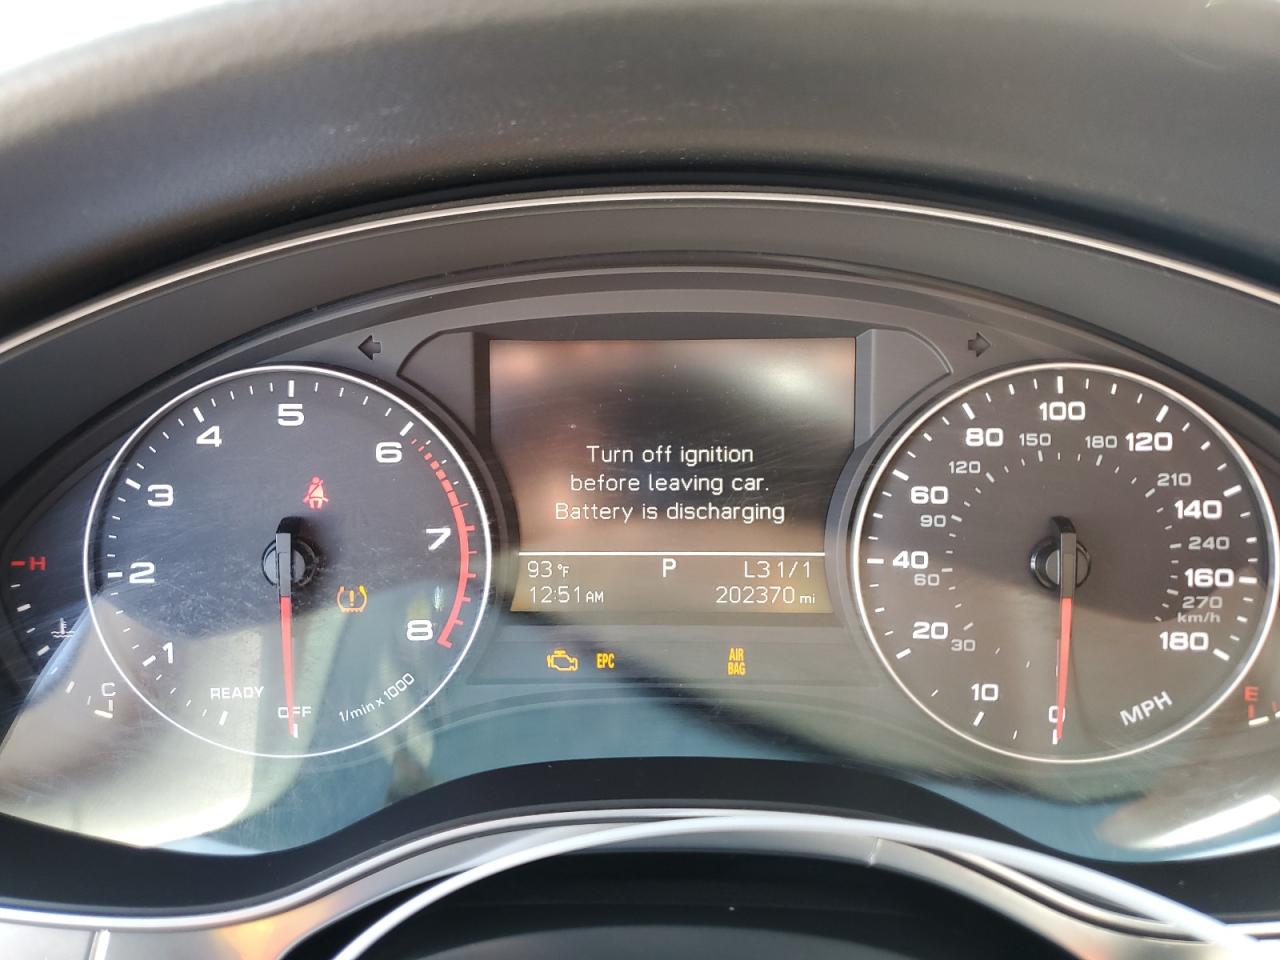 Turn off ignition
before leaving car.
Battery is discharging
93 °F P L3 1/1
12:51 AM 202370 mi
EPC
AIR
BAG
H
C
1
2
3
4
5
6
7
8
READY
OFF
1/min x 1000
0
10
20
40
60
80
100
120
140
160
180
30
60
90
120
150
180
210
240
270
km/h
MPH
E